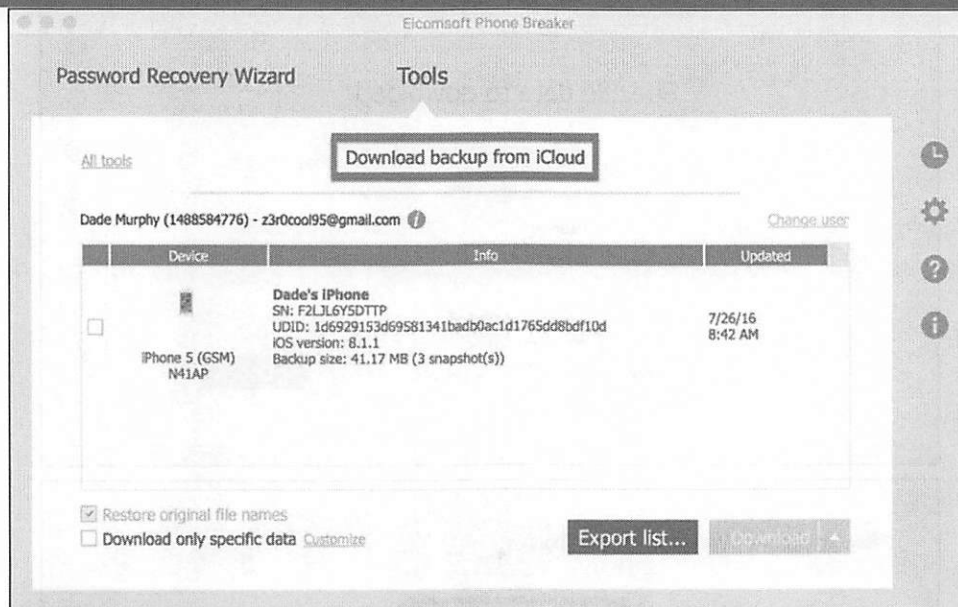 Elcomsoft Phone Breaker
Password Recovery Wizard
Tools
All tools
Download backup from iCloud
Dade Murphy (1488584776) - z3r0cool95@gmail.com
Change user
Device
Info
Updated
iPhone 5 (GSM)
N41AP
Dade's iPhone
SN: F2LJL6Y5DTTP
UDID: 1d6929153d69581341badb0ac1d1765dd8bdf10d
iOS version: 8.1.1
Backup size: 41.17 MB (3 snapshot(s))
7/26/16
8:42 AM
Restore original file names
Download only specific data Customize
Export list...
Download